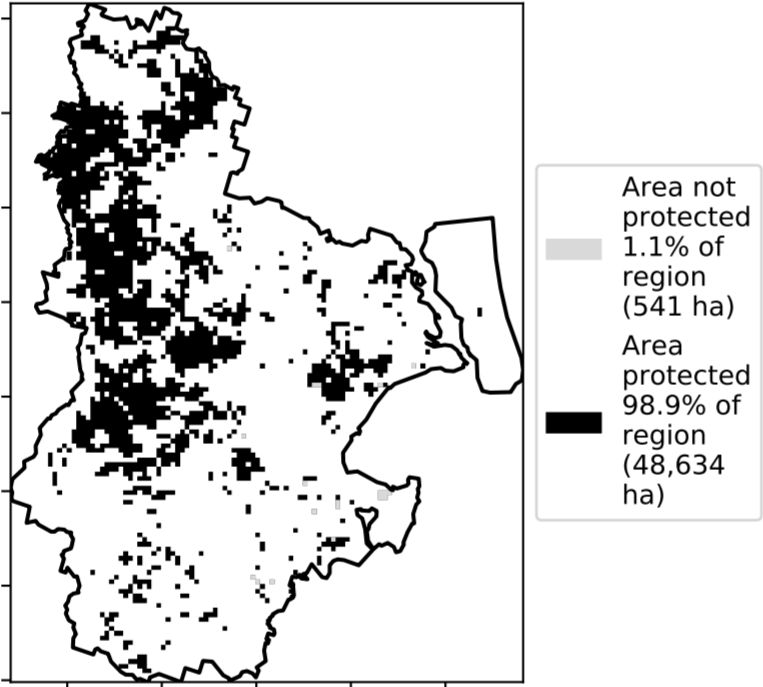 Area not
protected
1.1% of
region
(541 ha)
Area
protected
98.9% of
region
(48,634
ha)